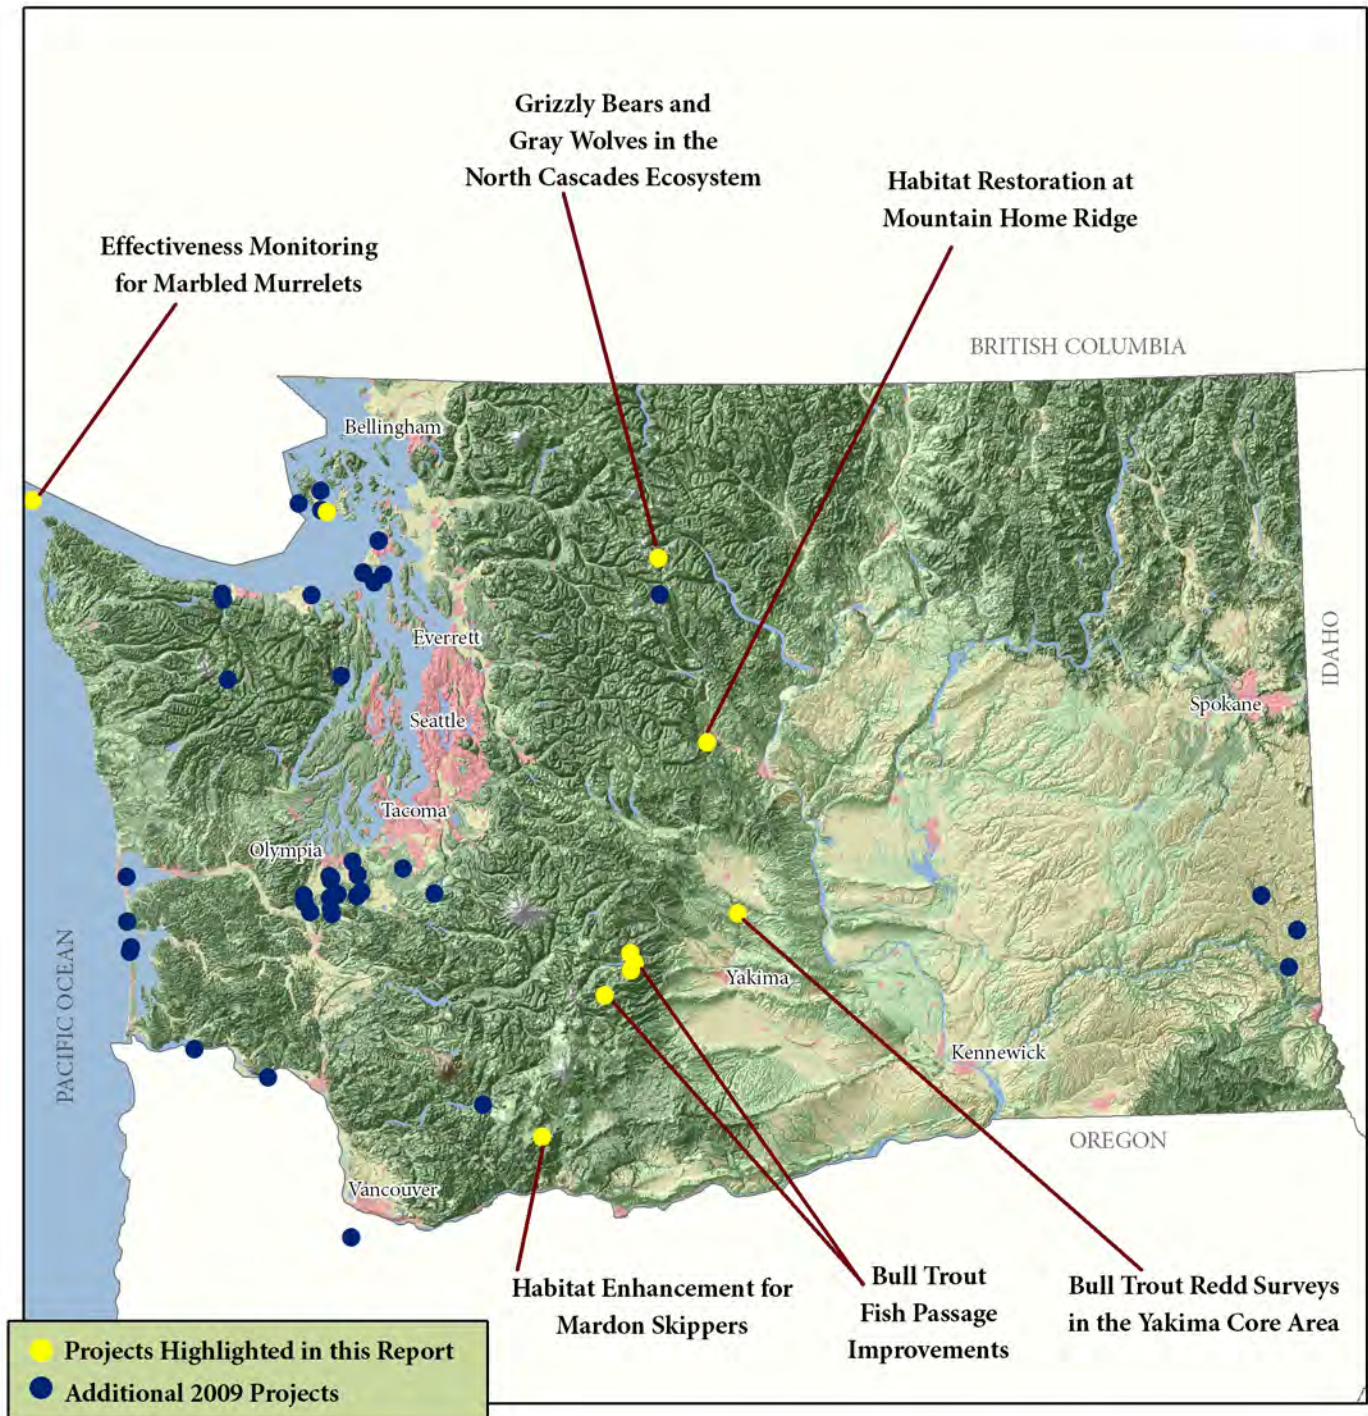 Grizzly Bears and
Gray Wolves in the
North Cascades Ecosystem
Habitat Restoration at
Mountain Home Ridge
Effectiveness Monitoring
for Marbled Murrelets
BRITISH COLUMBIA
Bellingham
Everrett
IDAHO
Spokane
Seattle
Tacoma
Olympia
PACIFIC OCEAN
Yakima
Kennewick
OREGON
Vancouver
Habitat Enhancement for
Mardon Skippers
Bull Trout
Fish Passage
Improvements
Bull Trout Redd Surveys
in the Yakima Core Area
Projects Highlighted in this Report
Additional 2009 Projects